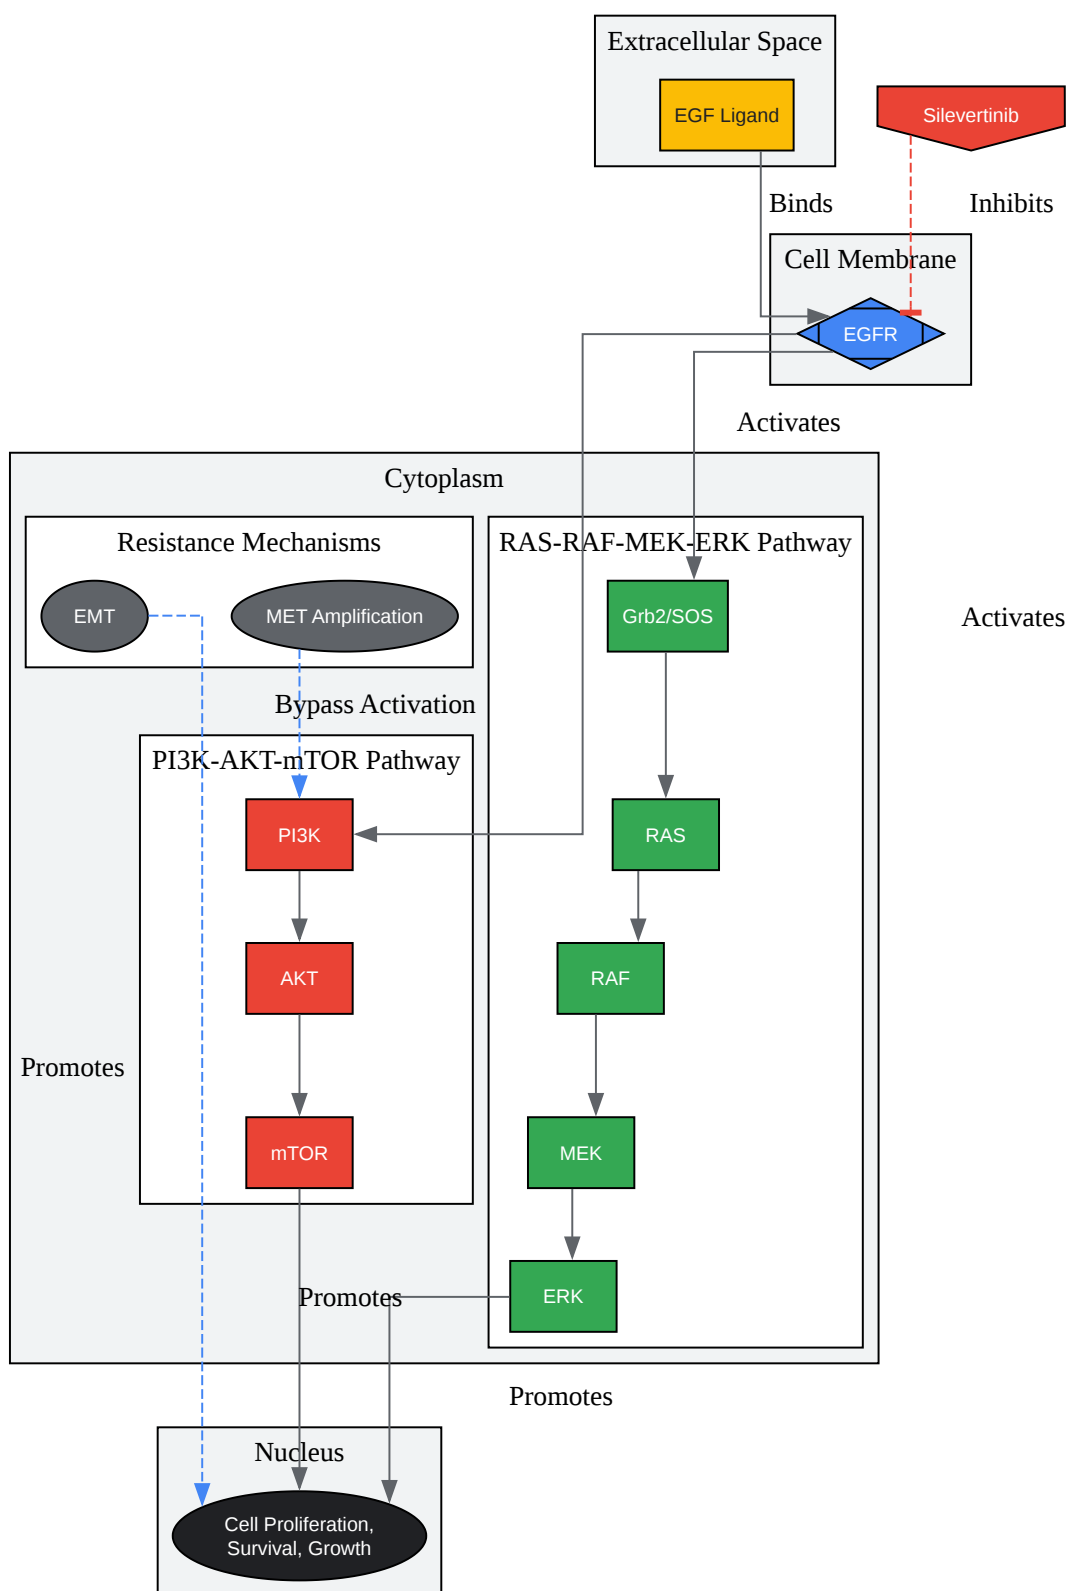 Extracellular Space
EGF Ligand
Silevertinib
Binds
Inhibits
Cell Membrane
EGFR
Activates
Cytoplasm
Resistance Mechanisms
RAS-RAF-MEK-ERK Pathway
EMT
MET Amplification
Grb2/SOS
Activates
Bypass Activation
PI3K-AKT-mTOR Pathway
PI3K
RAS
AKT
RAF
Promotes
mTOR
MEK
Promotes
ERK
Promotes
Nucleus
Cell Proliferation,
Survival, Growth